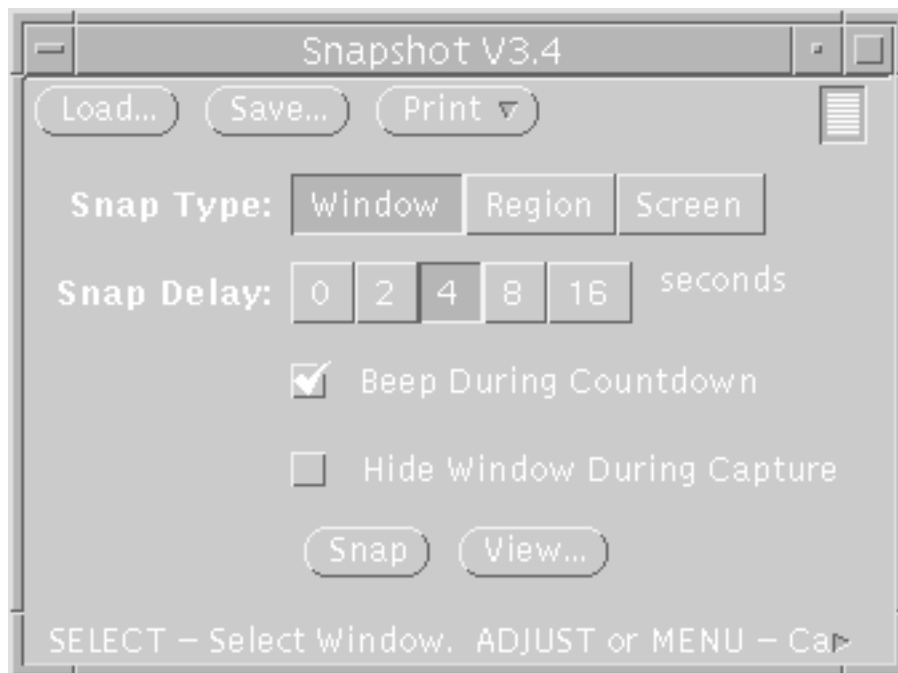 Snapshot V3.4
Load... Save... Print
Snap Type: Window Region Screen
Snap Delay: 0 2 4 8 16 seconds
Beep During Countdown
Hide Window During Capture
Snap View...
SELECT – Select Window. ADJUST or MENU – Ca